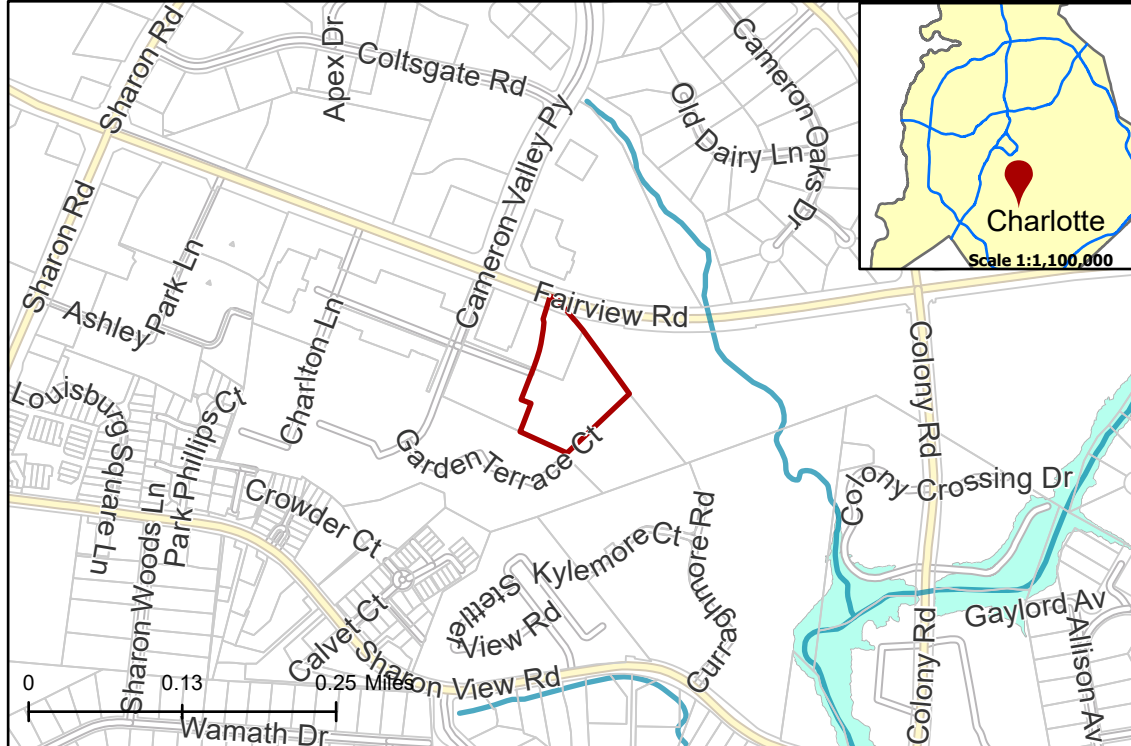 Sharon Rd
Apex Dr
Coltsgate Rd
Cameron Valley Py
Old Dairy Ln
Cameron Oaks Dr
Charlotte
Scale 1:1,100,000
Sharon Rd
Park Ln
Ashley
Charlton Ln
Fairview Rd
Colony Rd
Louisburg Square Ln
Park Phillips Ct
Sharon Woods Ln
Garden Terrace Ct
Crowder Ct
Colony Crossing Dr
Kylemore Ct
Curraghmore Rd
Stettler
View Rd
Calvet Ct
Sharon View Rd
Gaylord Av
Allison Av
Colony Rd
0 0.13 0.25 Miles
Wamath Dr